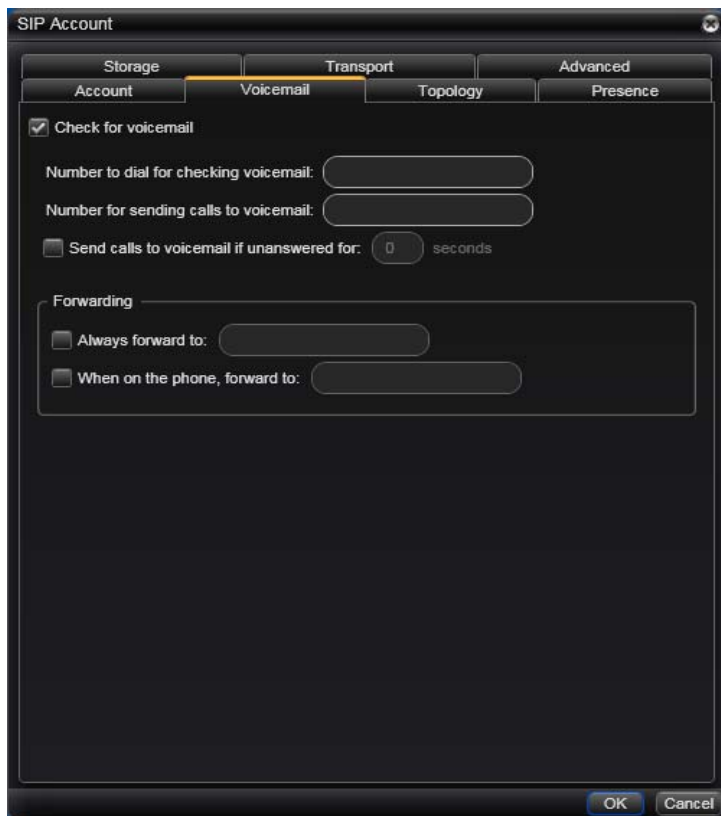 SIP Account
Storage Transport Advanced
Account Voicemail Topology Presence
Check for voicemail
Number to dial for checking voicemail:
Number for sending calls to voicemail:
Send calls to voicemail if unanswered for: 0 seconds
Forwarding
Always forward to:
When on the phone, forward to:
OK Cancel